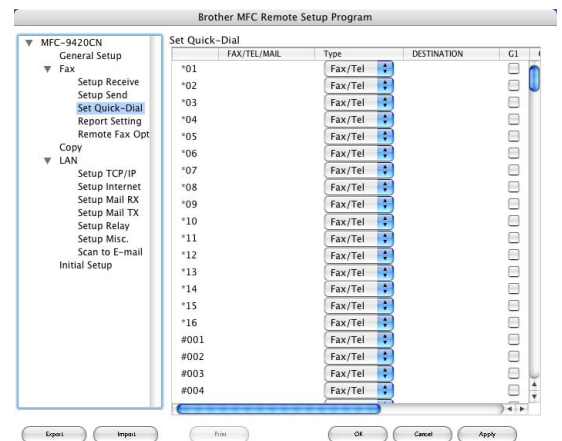 Brother MFC Remote Setup Program
MFC-9420CN
General Setup
Fax
Setup Receive
Setup Send
Set Quick-Dial
Report Setting
Remote Fax Opt
Copy
LAN
Setup TCP/IP
Setup Internet
Setup Mail RX
Setup Mail TX
Setup Relay
Setup Misc.
Scan to E-mail
Initial Setup
Set Quick-Dial
FAX/TEL/MAIL Type DESTINATION G1
*01 Fax/Tel
*02 Fax/Tel
*03 Fax/Tel
*04 Fax/Tel
*05 Fax/Tel
*06 Fax/Tel
*07 Fax/Tel
*08 Fax/Tel
*09 Fax/Tel
*10 Fax/Tel
*11 Fax/Tel
*12 Fax/Tel
*13 Fax/Tel
*14 Fax/Tel
*15 Fax/Tel
*16 Fax/Tel
#001 Fax/Tel
#002 Fax/Tel
#003 Fax/Tel
#004 Fax/Tel
Export Import Print OK Cancel Apply